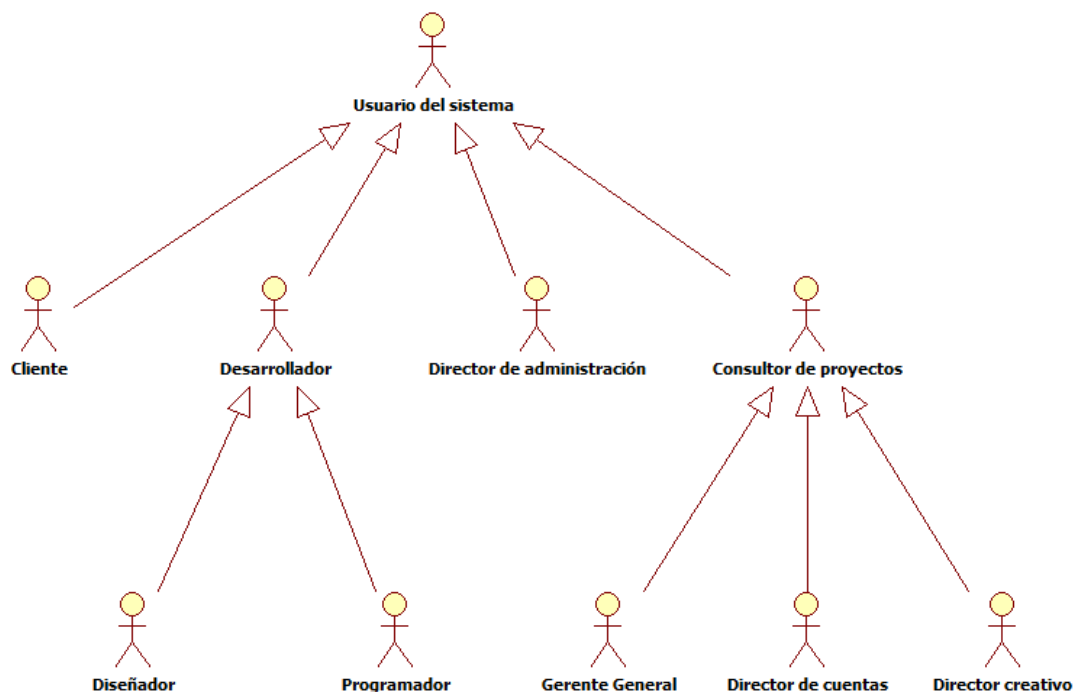 Usuario del sistema
Cliente
Desarrollador
Director de administración
Consultor de proyectos
Diseñador
Programador
Gerente General
Director de cuentas
Director creativo